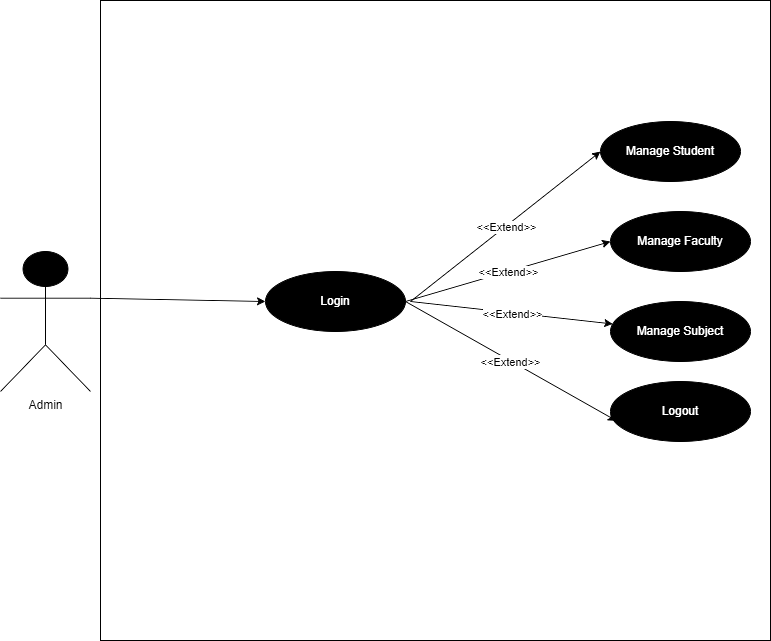 Manage Student
<<Extend>>
Manage Faculty
<<Extend>>
Login
<<Extend>>
Manage Subject
<<Extend>>
Admin
Logout